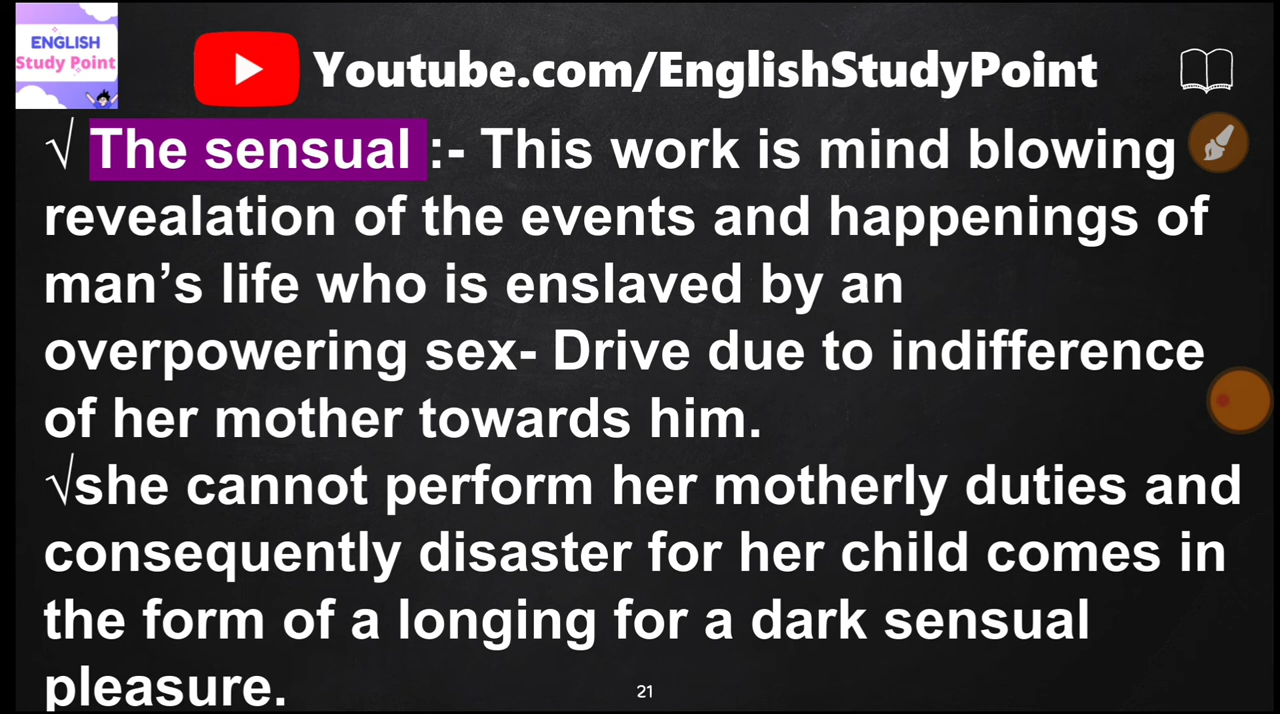 ENGLISH
Study Point
Youtube.com/EnglishStudyPoint
√ The sensual :- This work is mind blowing
revealation of the events and happenings of
man’s life who is enslaved by an
overpowering sex- Drive due to indifference
of her mother towards him.
√she cannot perform her motherly duties and
consequently disaster for her child comes in
the form of a longing for a dark sensual
pleasure.
21